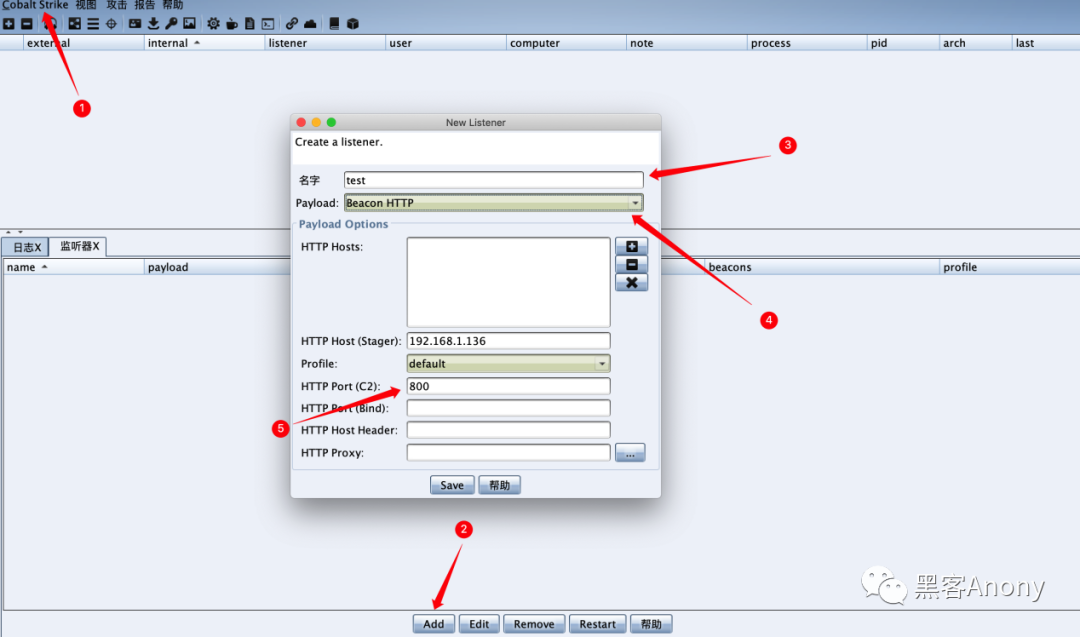 Cobalt Strike 视图 攻击 报告 帮助
external internal listener user computer note process pid arch last
1
New Listener
Create a listener.
3
名字 test
Payload: Beacon HTTP
Payload Options
日志X 监听器X HTTP Hosts:
name payload beacons profile
4
HTTP Host (Stager): 192.168.1.136
Profile: default
HTTP Port (C2): 800
HTTP Port (Bind):
5
HTTP Host Header:
HTTP Proxy: ...
Save 帮助
2
黑客Anony
Add Edit Remove Restart 帮助